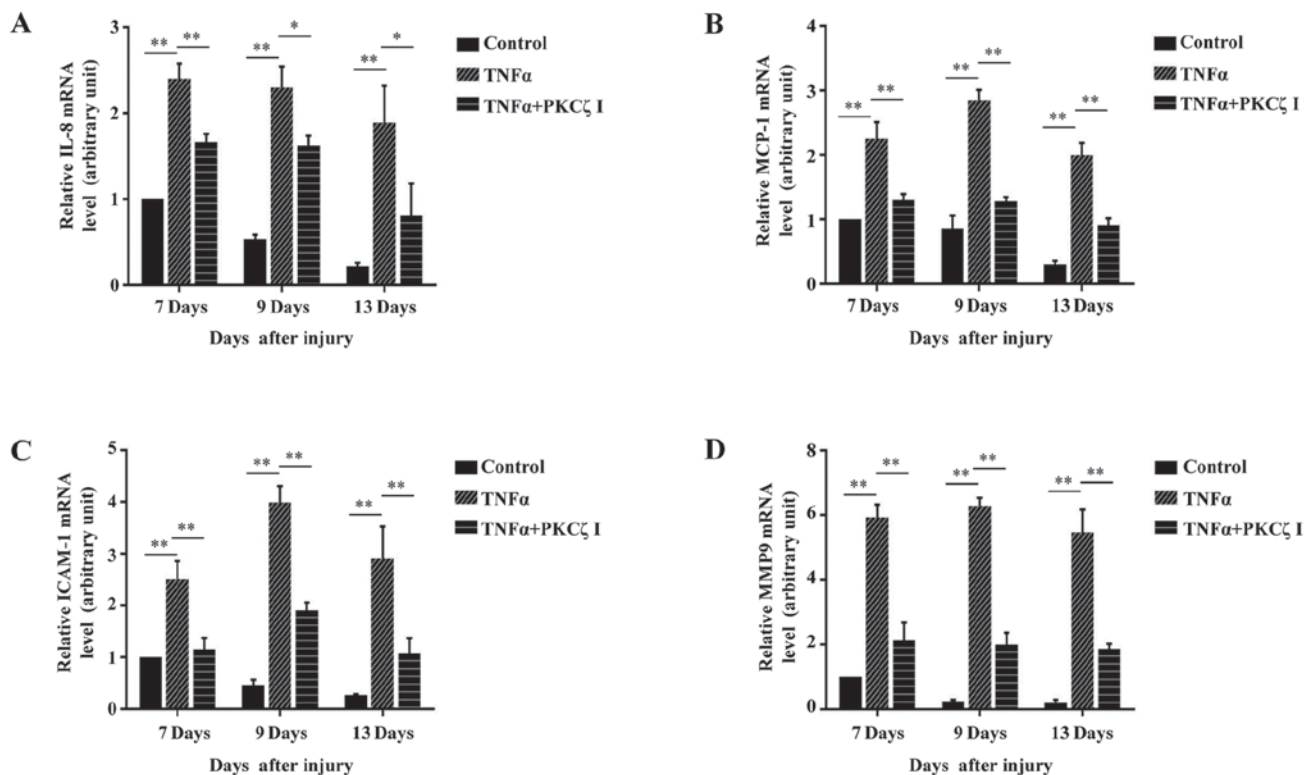 A
Relative IL-8 mRNA
level (arbitrary unit)
3
2
1
0
** **
** *
** *
7 Days 9 Days 13 Days
Days after injury
Control
TNFα
TNFα+PKCζ I
B
Relative MCP-1 mRNA
level (arbitrary unit)
4
3
2
1
0
** **
** **
** **
7 Days 9 Days 13 Days
Days after injury
Control
TNFα
TNFα+PKCζ I
C
Relative ICAM-1 mRNA
level (arbitrary unit)
5
4
3
2
1
0
** **
** **
** **
7 Days 9 Days 13 Days
Days after injury
Control
TNFα
TNFα+PKCζ I
D
Relative MMP9 mRNA
level (arbitrary unit)
8
6
4
2
0
** **
** **
** **
7 Days 9 Days 13 Days
Days after injury
Control
TNFα
TNFα+PKCζ I